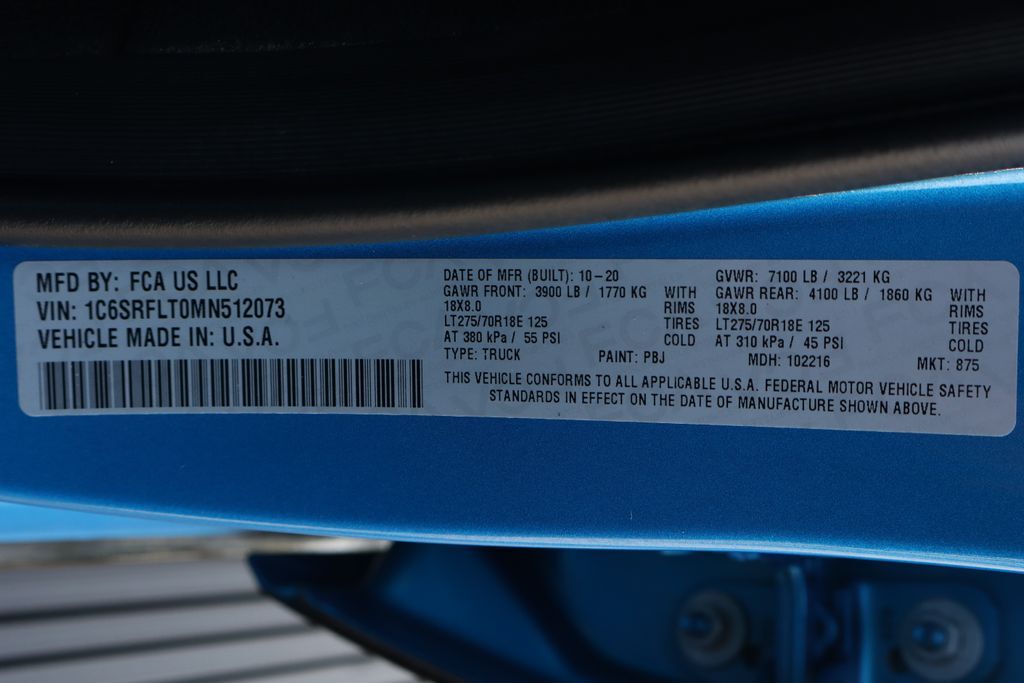 MFD BY: FCA US LLC
VIN: 1C6SRFLT0MN512073
VEHICLE MADE IN: U.S.A.
DATE OF MFR (BUILT): 10-20
GAWR FRONT: 3900 LB / 1770 KG WITH
18X8.0 RIMS
LT275/70R18E 125 TIRES
AT 380 kPa / 55 PSI COLD
TYPE: TRUCK PAINT: PBJ
GVWR: 7100 LB / 3221 KG
GAWR REAR: 4100 LB / 1860 KG WITH
18X8.0 RIMS
LT275/70R18E 125 TIRES
AT 310 kPa / 45 PSI COLD
MDH: 102216 MKT: 875
THIS VEHICLE CONFORMS TO ALL APPLICABLE U.S.A. FEDERAL MOTOR VEHICLE SAFETY
STANDARDS IN EFFECT ON THE DATE OF MANUFACTURE SHOWN ABOVE.